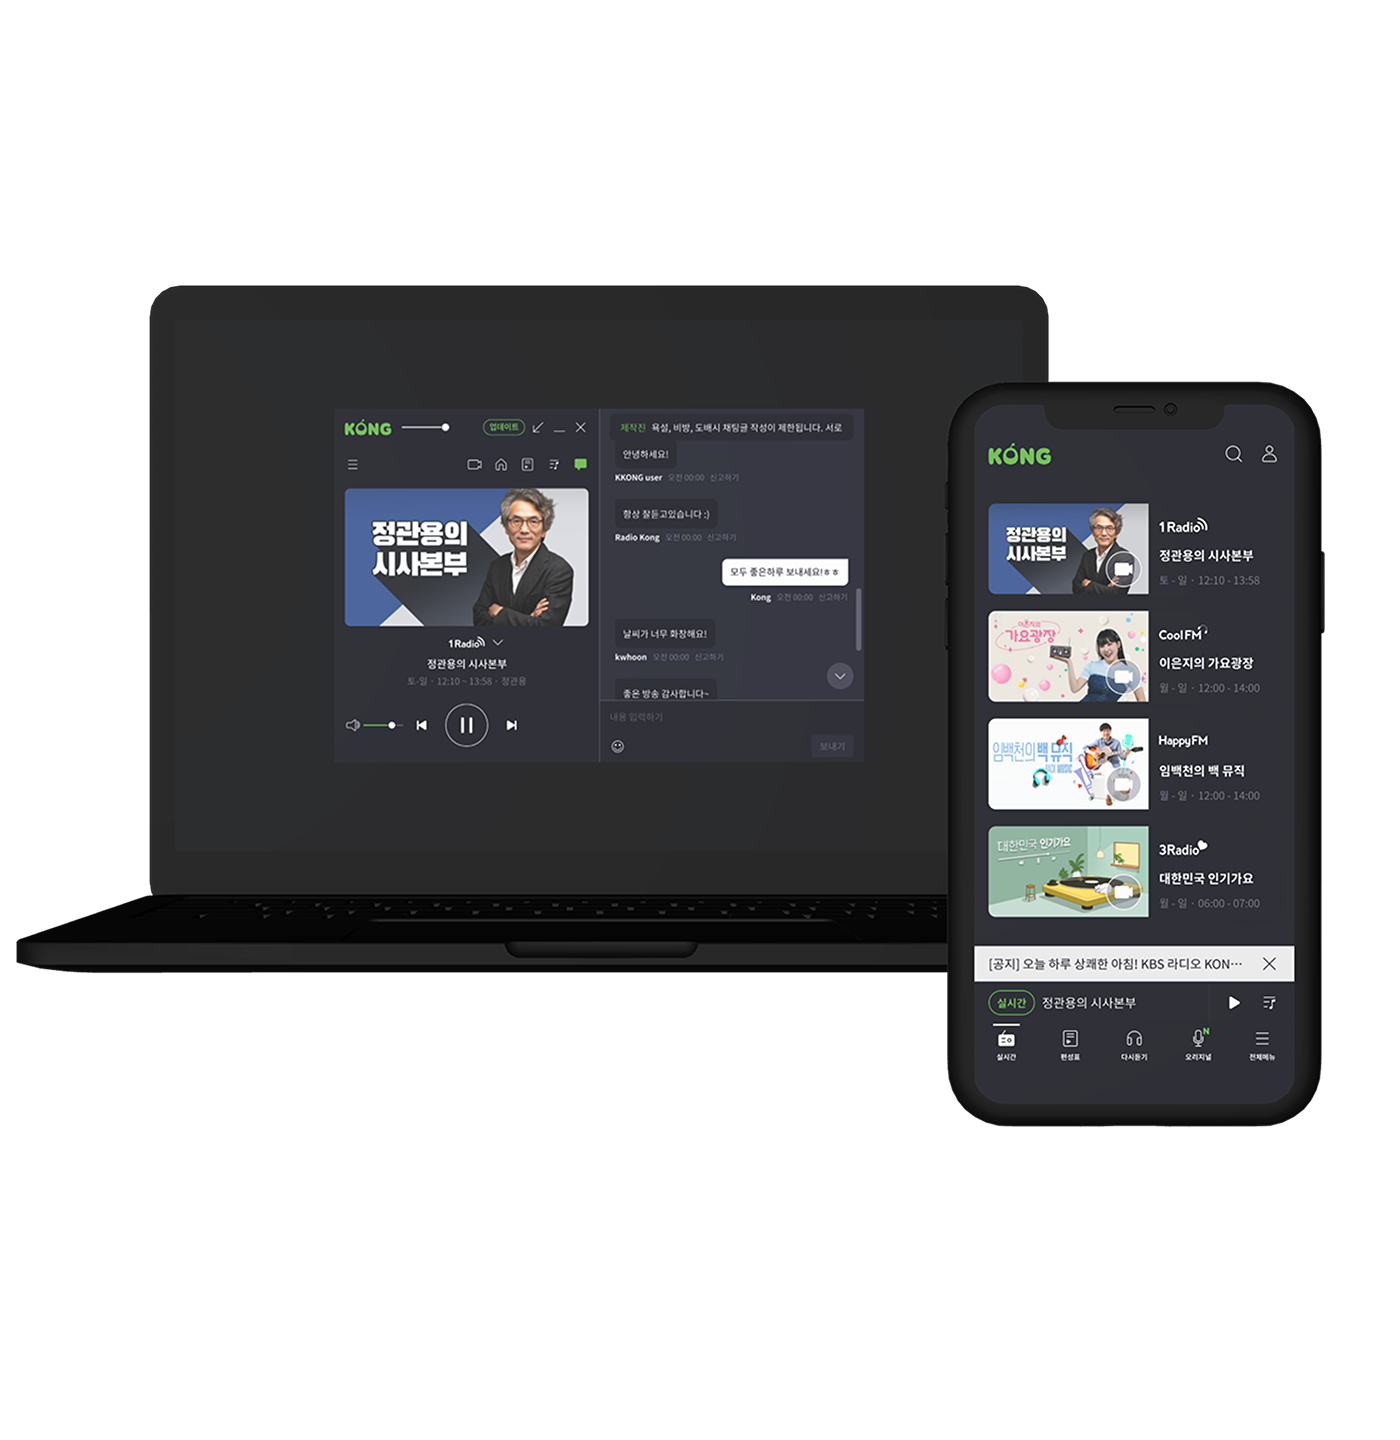 KONG
업데이트
정관용의
시사본부
1Radio
정관용의 시사본부
토-일 · 12:10 ~ 13:58 · 정관용
제작진 욕설, 비방, 도배시 채팅글 작성이 제한됩니다. 서로
안녕하세요!
KKONG user 오전 00:00 신고하기
항상 잘듣고있습니다 :)
Radio Kong 오전 00:00 신고하기
모두 좋은하루 보내세요!ㅎㅎ
Kong 오전 00:00 신고하기
날씨가 너무 화창해요!
kwhoon 오전 00:00 신고하기
좋은 방송 감사합니다~
내용 입력하기
보내기
KONG
정관용의
시사본부
1Radio
정관용의 시사본부
토 - 일 · 12:10 - 13:58
이은지의
가요광장
CoolFM
이은지의 가요광장
월 - 일 · 12:00 - 14:00
임백천의 백 뮤직
BACK MUSIC
HappyFM
임백천의 백 뮤직
월 - 일 · 12:00 - 14:00
대한민국 인기가요
3Radio
대한민국 인기가요
월 - 일 · 06:00 - 07:00
[공지] 오늘 하루 상쾌한 아침! KBS 라디오 KON···
실시간 정관용의 시사본부
N
실시간 편성표 다시듣기 오리지널 전체메뉴